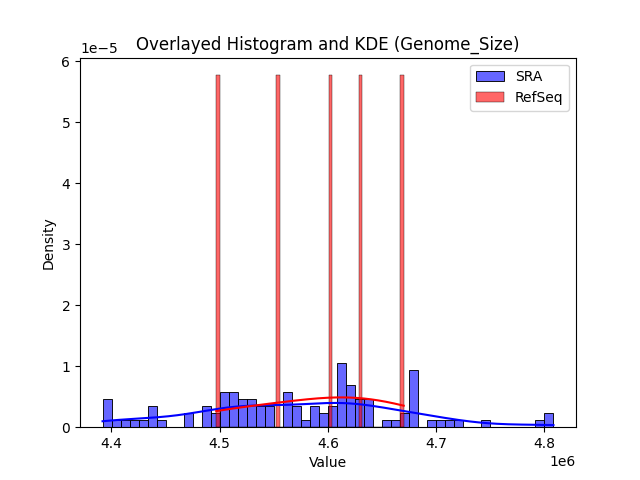 Overlayed Histogram and KDE (Genome_Size)
1e−5
SRA
RefSeq
6
5
4
3
2
1
0
Density
4.4 4.5 4.6 4.7 4.8
1e6
Value